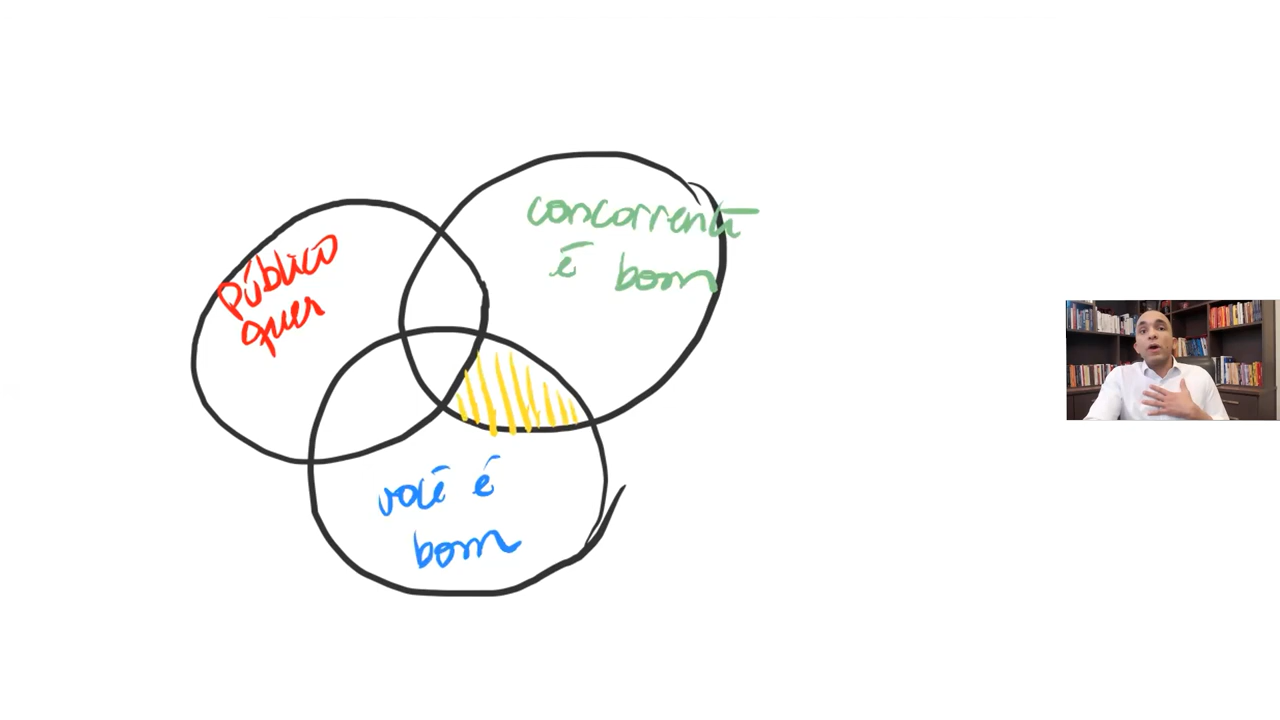 público
quer
concorrente
é bom
você é
bom